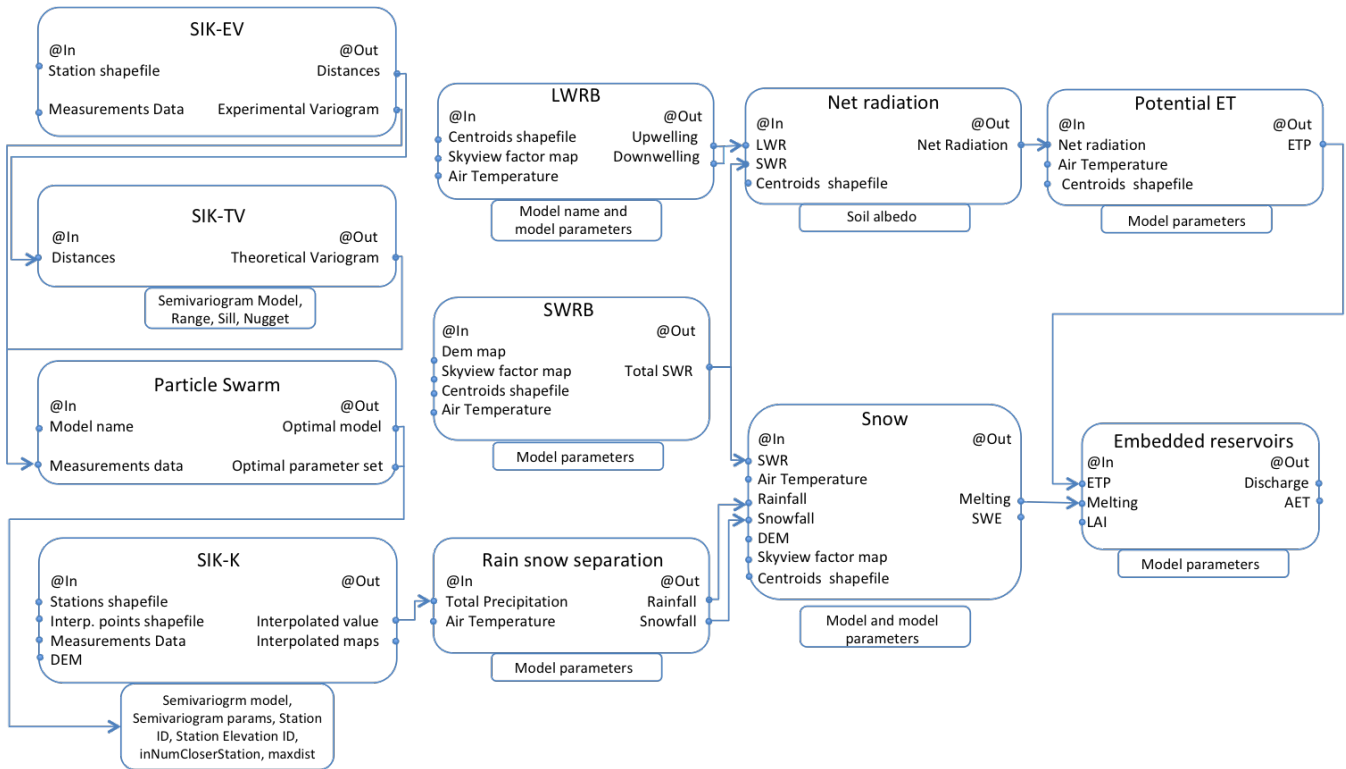 SIK-EV
@In
@Out
Station shapefile
Distances
Measurements Data
Experimental Variogram
SIK-TV
@In
@Out
Distances
Theoretical Variogram
Semivariogram Model,
Range, Sill, Nugget
Particle Swarm
@In
@Out
Model name
Optimal model
Measurements data
Optimal parameter set
SIK-K
@In
@Out
Stations shapefile
Interp. points shapefile
Interpolated value
Measurements Data
Interpolated maps
DEM
Semivariogrm model,
Semivariogram params, Station
ID, Station Elevation ID,
inNumCloserStation, maxdist
LWRB
@In
@Out
Centroids shapefile
Upwelling
Skyview factor map
Downwelling
Air Temperature
Model name and
model parameters
SWRB
@In
@Out
Dem map
Skyview factor map
Total SWR
Centroids shapefile
Air Temperature
Model parameters
Rain snow separation
@In
@Out
Total Precipitation
Rainfall
Air Temperature
Snowfall
Model parameters
Net radiation
@In
@Out
LWR
Net Radiation
SWR
Centroids shapefile
Soil albedo
Snow
@In
@Out
SWR
Air Temperature
Rainfall
Melting
Snowfall
SWE
DEM
Skyview factor map
Centroids shapefile
Model and model
parameters
Potential ET
@In
@Out
Net radiation
ETP
Air Temperature
Centroids shapefile
Model parameters
Embedded reservoirs
@In
@Out
ETP
Discharge
Melting
AET
LAI
Model parameters